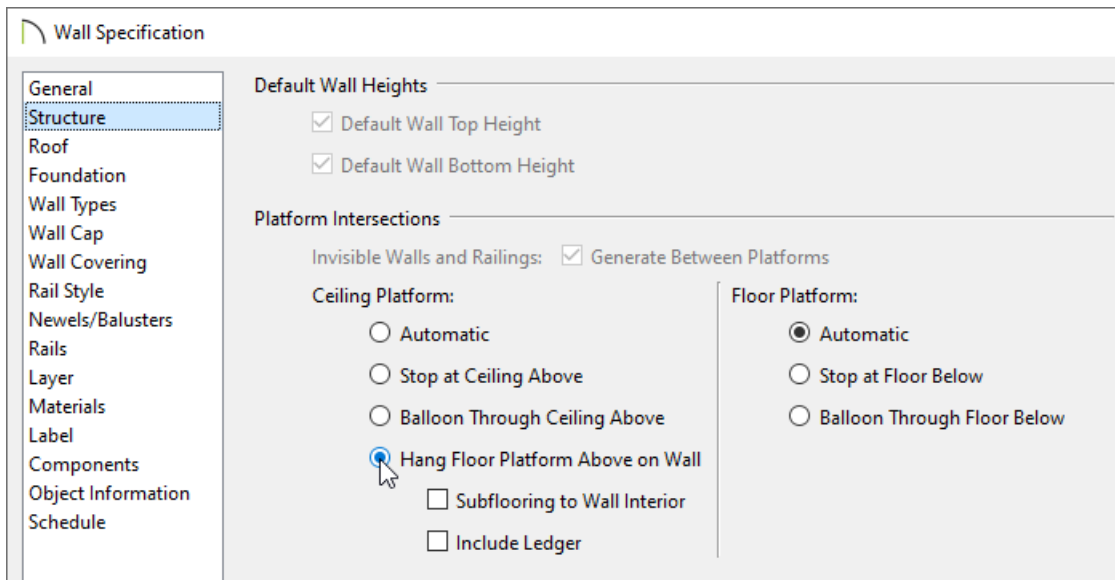 Wall Specification
General
Structure
Roof
Foundation
Wall Types
Wall Cap
Wall Covering
Rail Style
Newels/Balusters
Rails
Layer
Materials
Label
Components
Object Information
Schedule
Default Wall Heights
Default Wall Top Height
Default Wall Bottom Height
Platform Intersections
Invisible Walls and Railings: Generate Between Platforms
Ceiling Platform:
Automatic
Stop at Ceiling Above
Balloon Through Ceiling Above
Hang Floor Platform Above on Wall
Subflooring to Wall Interior
Include Ledger
Floor Platform:
Automatic
Stop at Floor Below
Balloon Through Floor Below